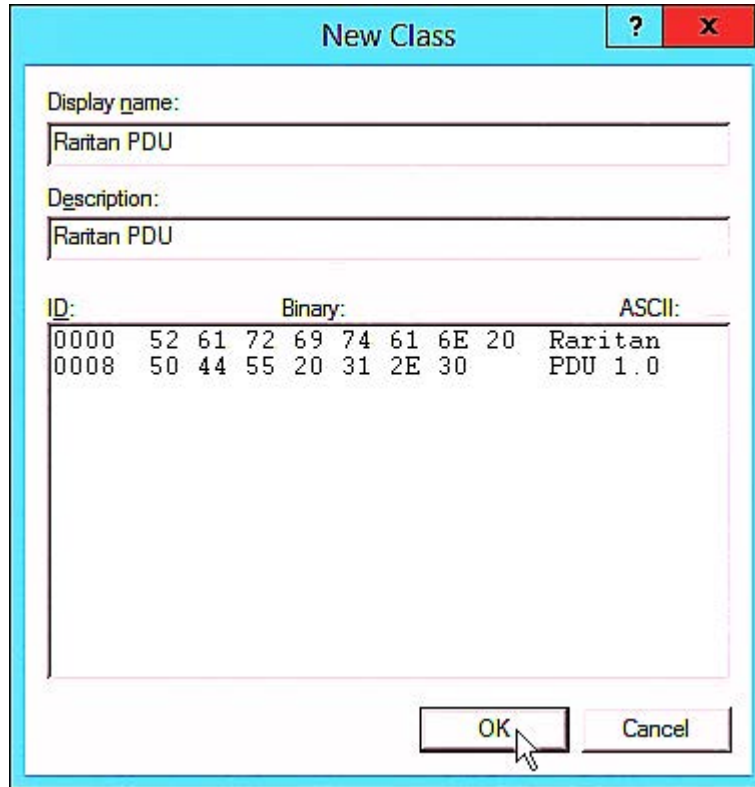 New Class
?
x
Display name:
Raritan PDU
Description:
Raritan PDU
ID: Binary: ASCII:
0000 52 61 72 69 74 61 6E 20 Raritan
0008 50 44 55 20 31 2E 30 PDU 1.0
OK
Cancel